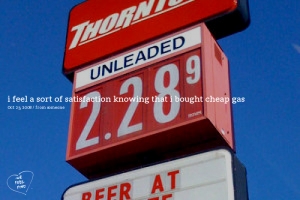 THORNTON
UNLEADED
i feel a sort of satisfaction knowing that i bought cheap gas
2.28 9
BEER AT